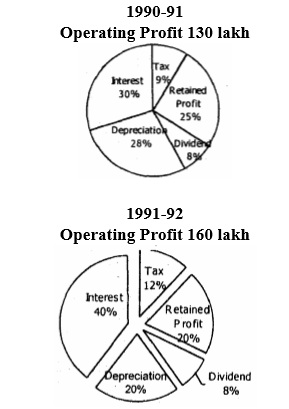 1990-91
Operating Profit 130 lakh
Tax
9%
Interest
30%
Retained
Profit
25%
Depreciation
28%
Dividend
8%
1991-92
Operating Profit 160 lakh
Tax
12%
Interest
40%
Retained
Profit
20%
Depreciation
20%
Dividend
8%